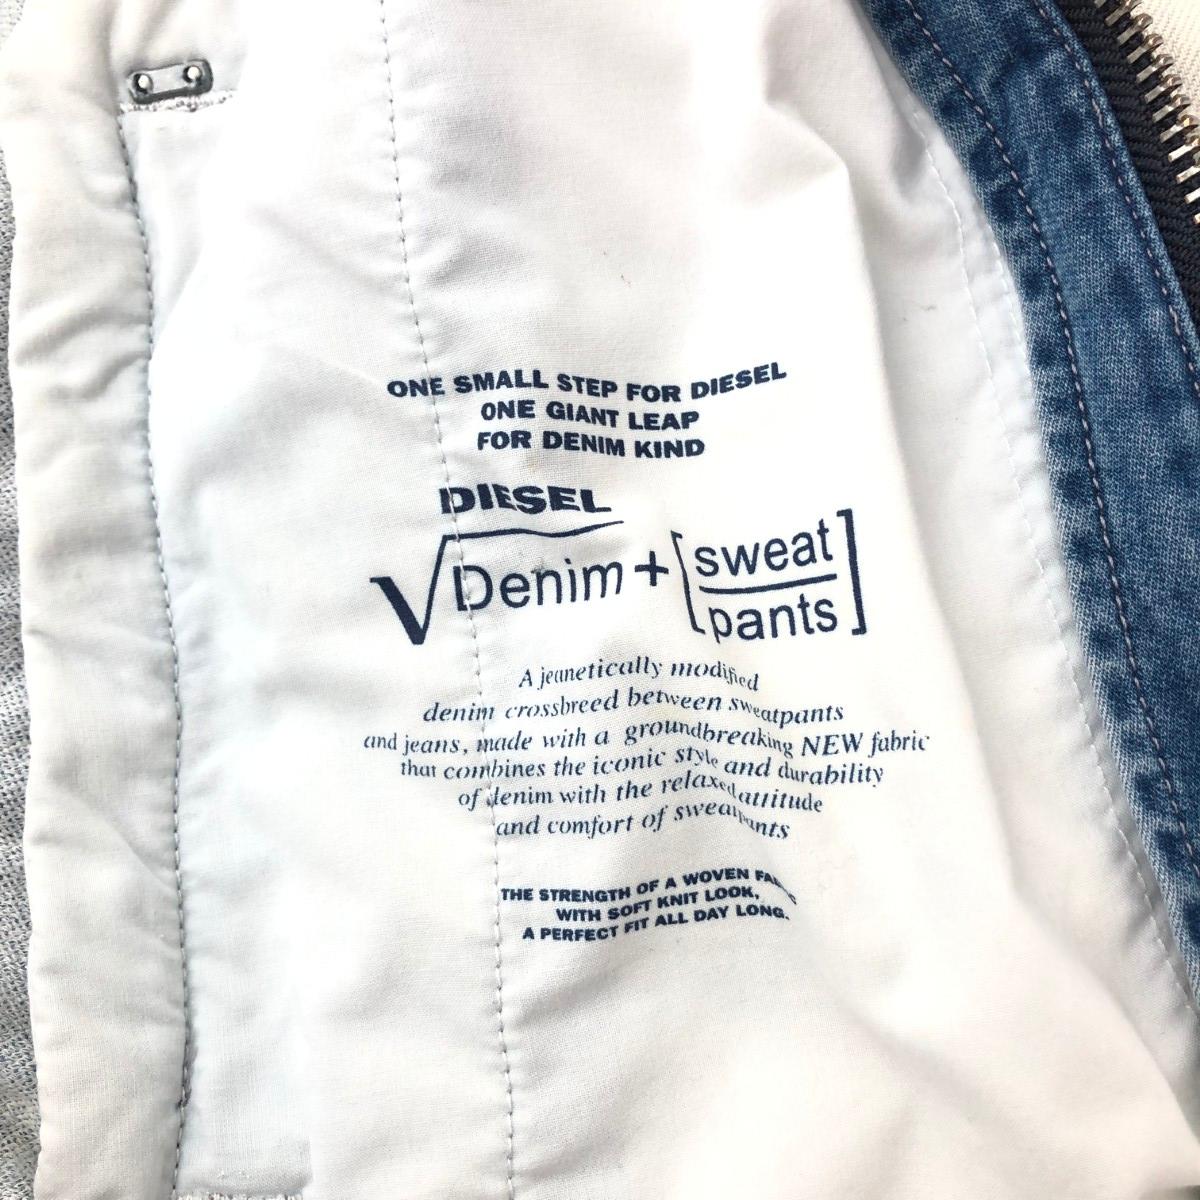 ONE SMALL STEP FOR DIESEL
ONE GIANT LEAP
FOR DENIM KIND
DIESEL
√Denim + [sweat
pants]
A jeanetically modified
denim crossbreed between sweatpants
and jeans, made with a groundbreaking NEW fabric
that combines the iconic style and durability
of denim with the relaxed attitude
and comfort of sweatpants
THE STRENGTH OF A WOVEN FABRIC
WITH SOFT KNIT LOOK,
A PERFECT FIT ALL DAY LONG.